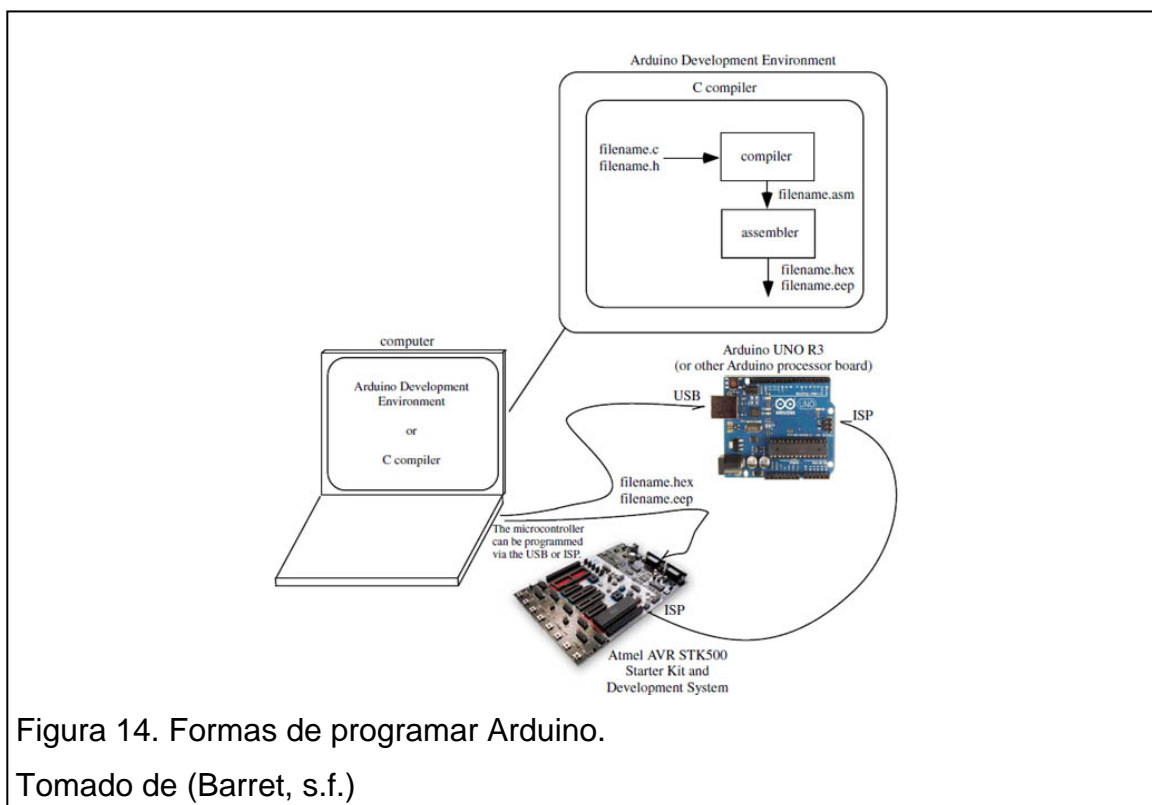 Arduino Development Environment
C compiler
filename.c
filename.h
compiler
filename.asm
assembler
filename.hex
filename.eep
computer
Arduino Development
Environment
or
C compiler
Arduino UNO R3
(or other Arduino processor board)
USB
ISP
UNO
ARDUINO
filename.hex
filename.eep
The microcontroller
can be programmed
via the USB or ISP.
ISP
Atmel AVR STK500
Starter Kit and
Development System
Figura 14. Formas de programar Arduino.
Tomado de (Barret, s.f.)